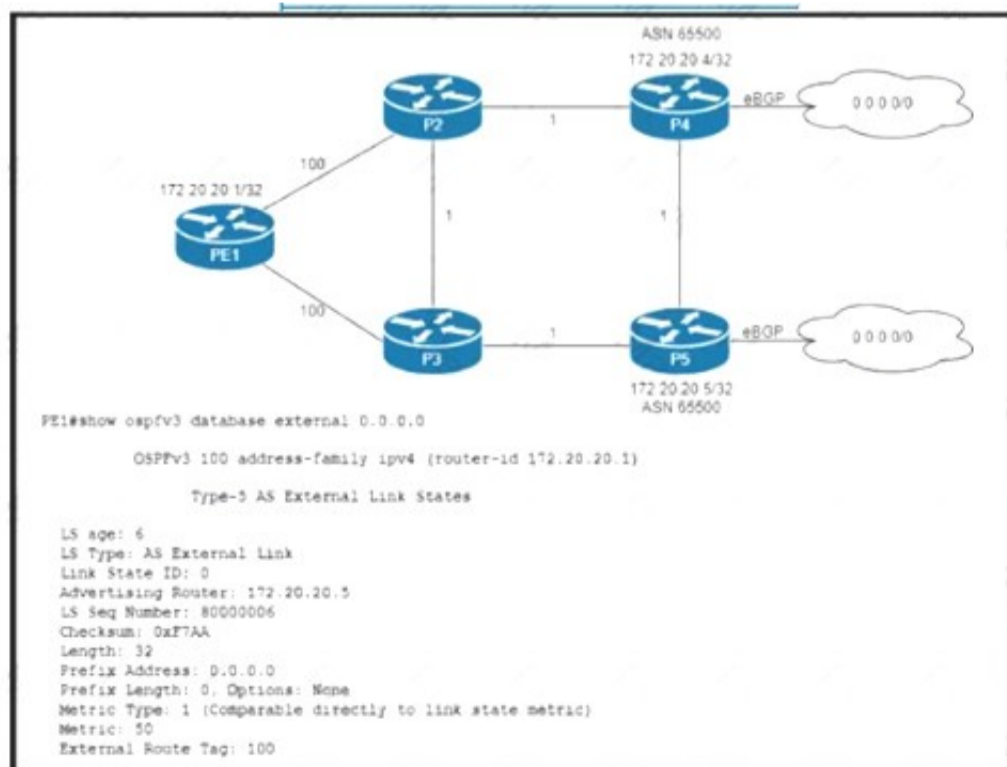 ASN 65500
172 20 20 4/32
eBGP
0 0 0 0/0
P2
1
P4
100
172 20 20 1/32
1
1
PE1
100
P3
1
P5
eBGP
0 0 0 0/0
172 20 20 5/32
ASN 65500
PE1#show ospfv3 database external 0.0.0.0
OSPFv3 100 address-family ipv4 (router-id 172.20.20.1)
Type-5 AS External Link States
LS age: 6
LS Type: AS External Link
Link State ID: 0
Advertising Router: 172.20.20.5
LS Seq Number: 80000006
Checksum: 0xF7AA
Length: 32
Prefix Address: 0.0.0.0
Prefix Length: 0, Options: None
Metric Type: 1 (Comparable directly to link state metric)
Metric: 50
External Route Tag: 100